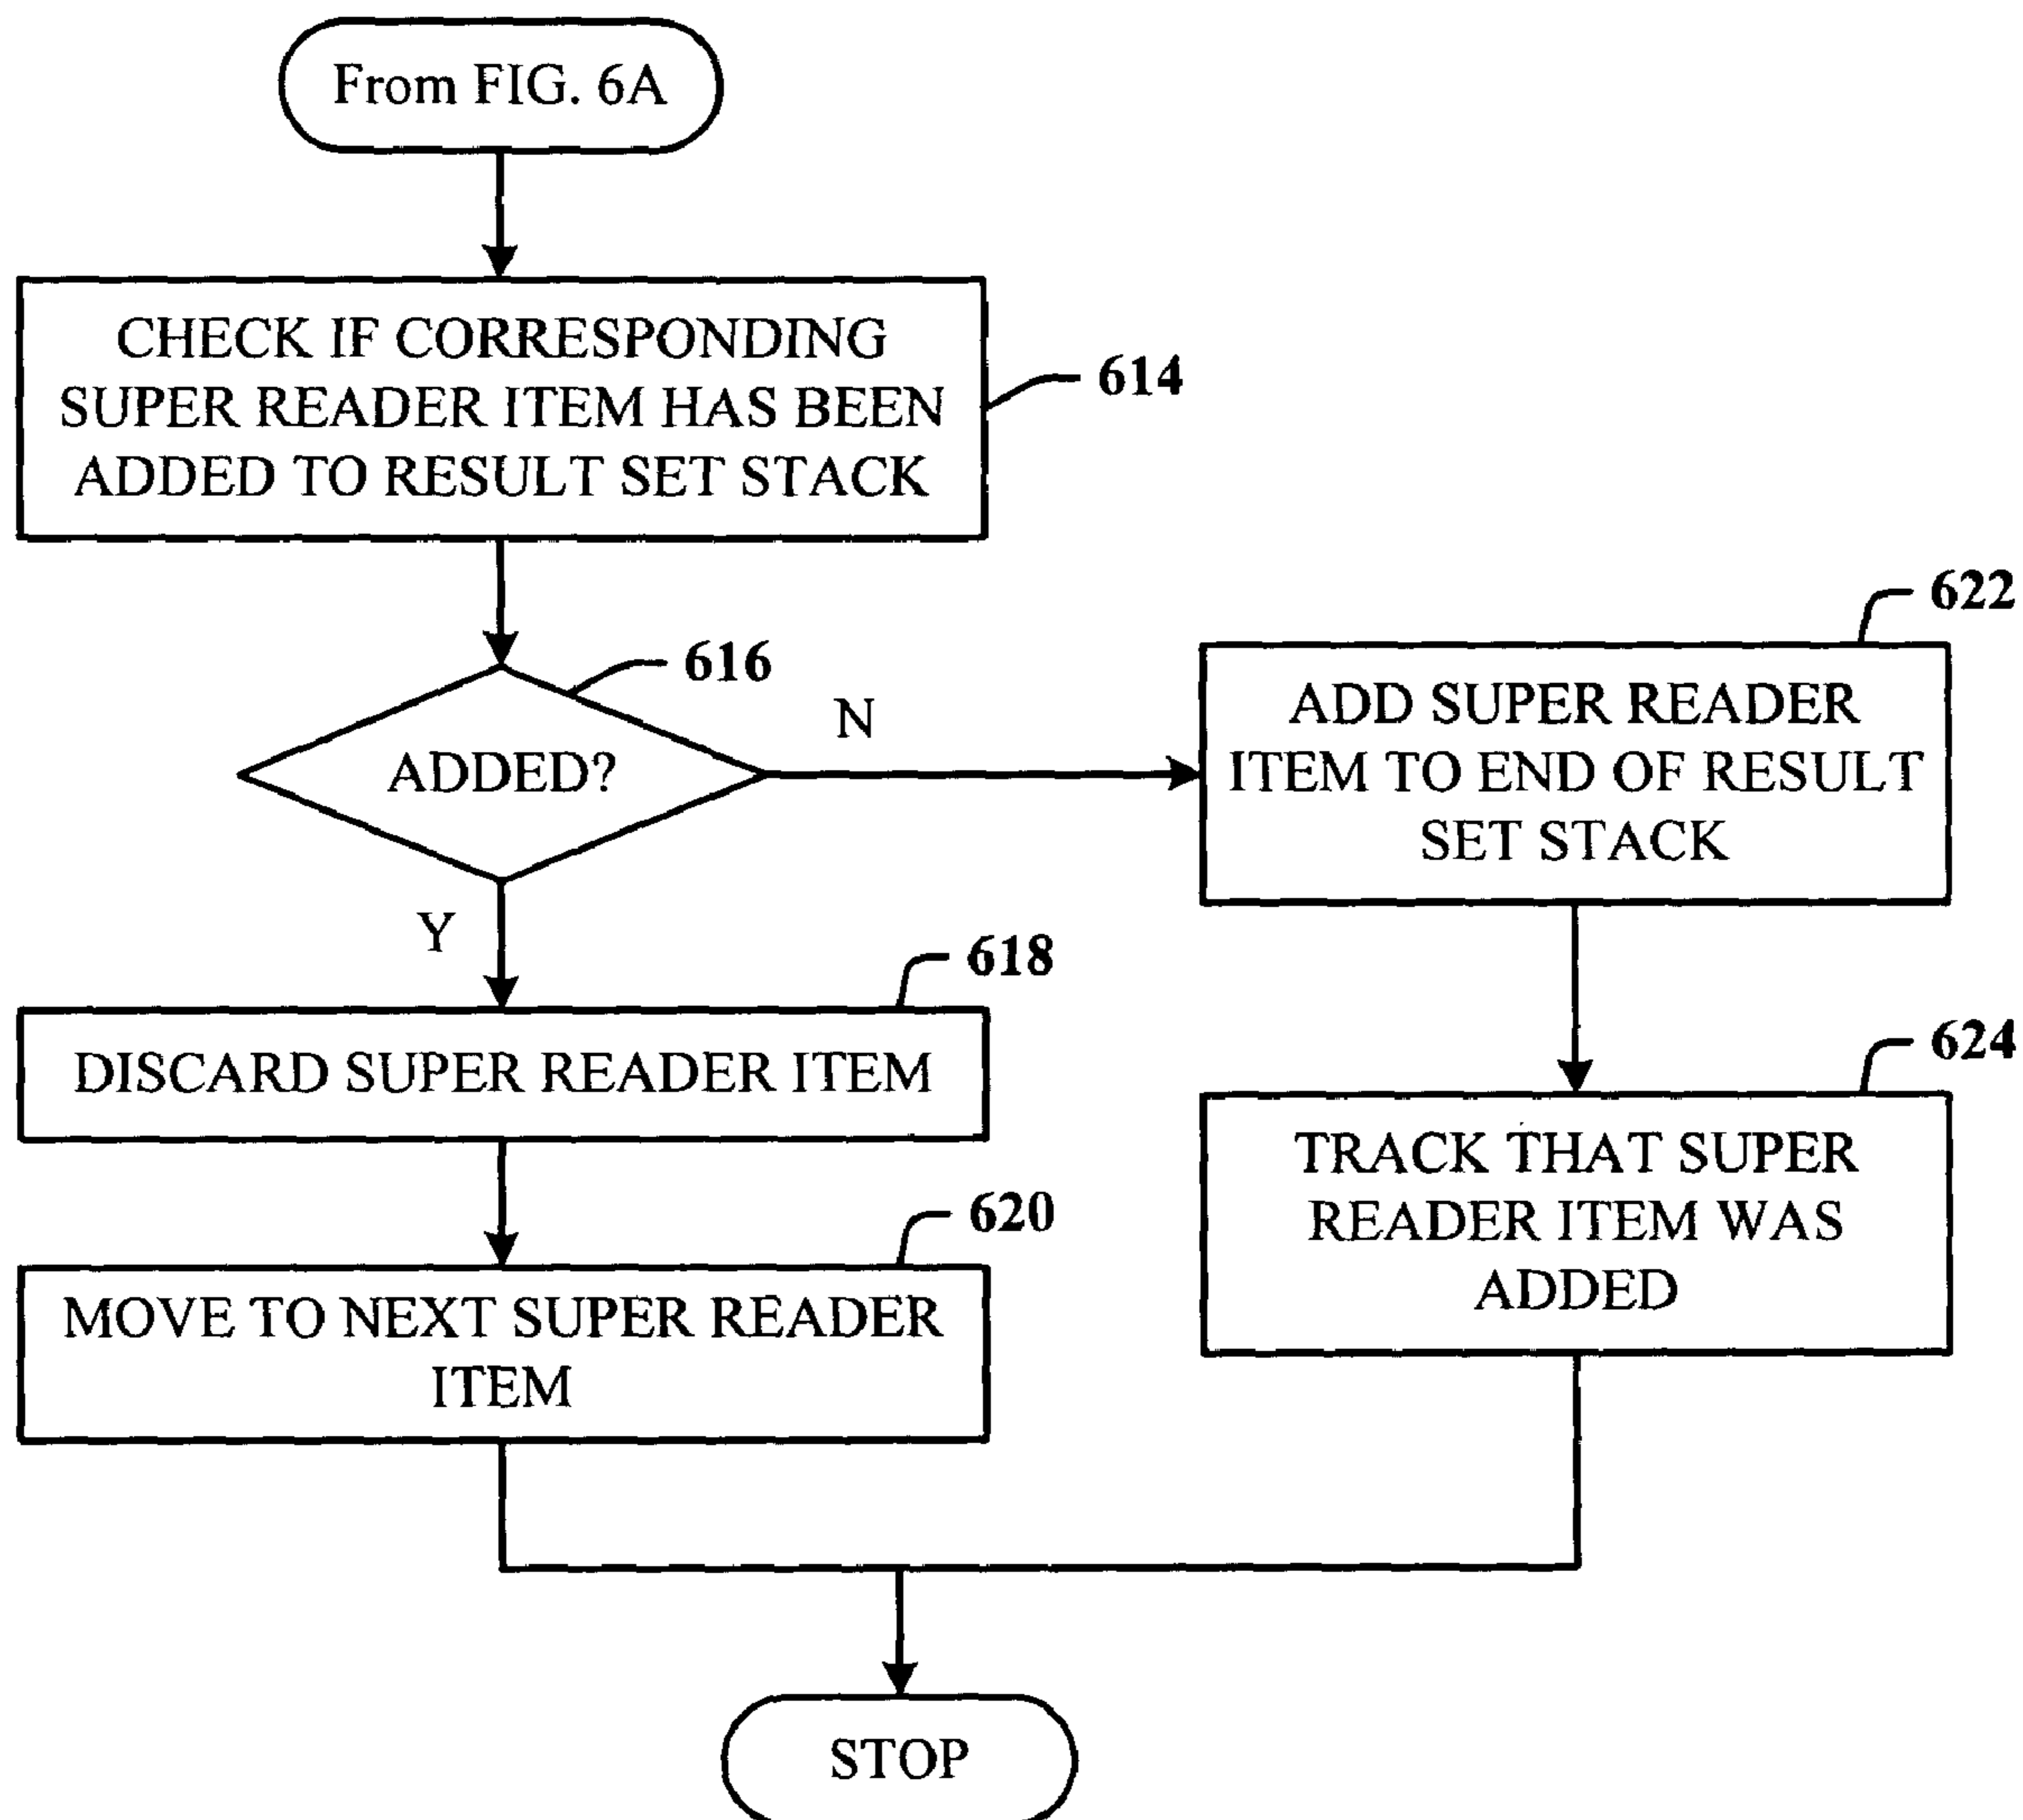 From FIG. 6A
CHECK IF CORRESPONDING
SUPER READER ITEM HAS BEEN
ADDED TO RESULT SET STACK
614
616
ADDED?
N
Y
622
ADD SUPER READER
ITEM TO END OF RESULT
SET STACK
618
DISCARD SUPER READER ITEM
624
TRACK THAT SUPER
READER ITEM WAS
ADDED
620
MOVE TO NEXT SUPER READER
ITEM
STOP